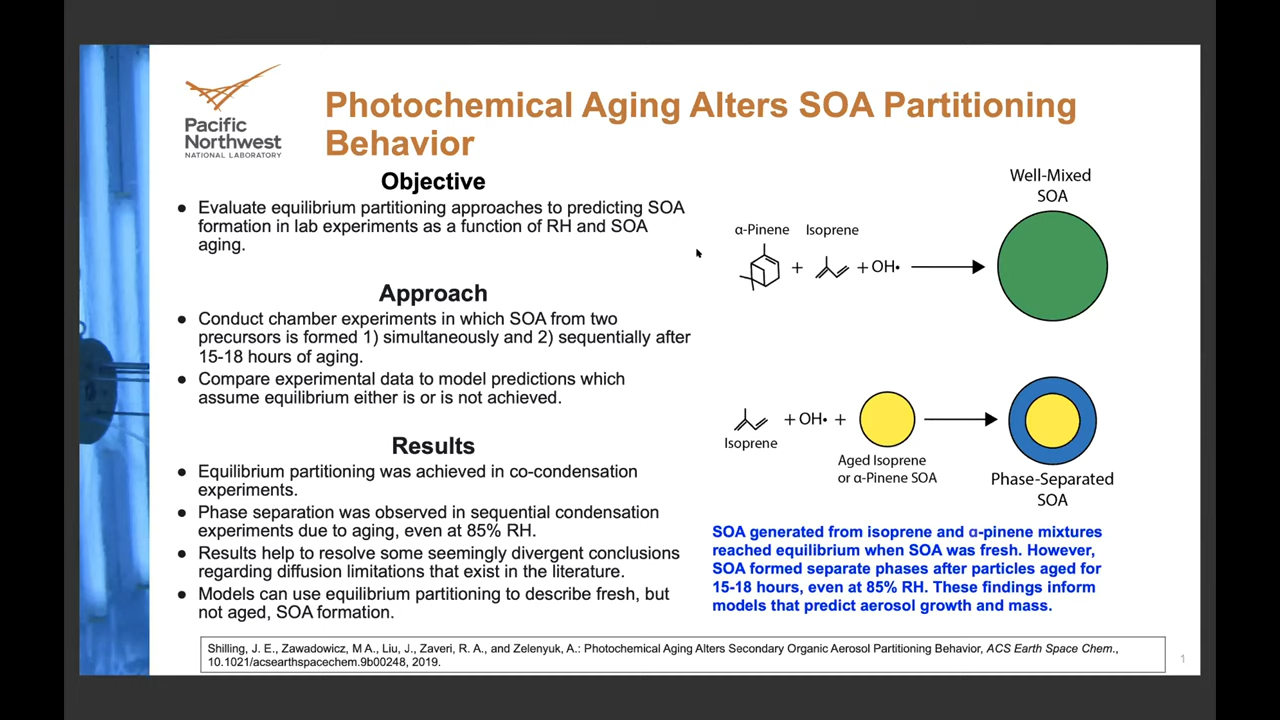 Pacific
Northwest
NATIONAL LABORATORY
Photochemical Aging Alters SOA Partitioning
Behavior
Objective
● Evaluate equilibrium partitioning approaches to predicting SOA
formation in lab experiments as a function of RH and SOA
aging.
Approach
● Conduct chamber experiments in which SOA from two
precursors is formed 1) simultaneously and 2) sequentially after
15-18 hours of aging.
● Compare experimental data to model predictions which
assume equilibrium either is or is not achieved.
Results
● Equilibrium partitioning was achieved in co-condensation
experiments.
● Phase separation was observed in sequential condensation
experiments due to aging, even at 85% RH.
● Results help to resolve some seemingly divergent conclusions
regarding diffusion limitations that exist in the literature.
● Models can use equilibrium partitioning to describe fresh, but
not aged, SOA formation.
Well-Mixed
SOA
α-Pinene Isoprene
+ + OH•
+ OH• +
Isoprene
Aged Isoprene
or α-Pinene SOA
Phase-Separated
SOA
SOA generated from isoprene and α-pinene mixtures
reached equilibrium when SOA was fresh. However,
SOA formed separate phases after particles aged for
15-18 hours, even at 85% RH. These findings inform
models that predict aerosol growth and mass.
Shilling, J. E., Zawadowicz, M A., Liu, J., Zaveri, R. A., and Zelenyuk, A.: Photochemical Aging Alters Secondary Organic Aerosol Partitioning Behavior, ACS Earth Space Chem.,
10.1021/acsearthspacechem.9b00248, 2019.
1